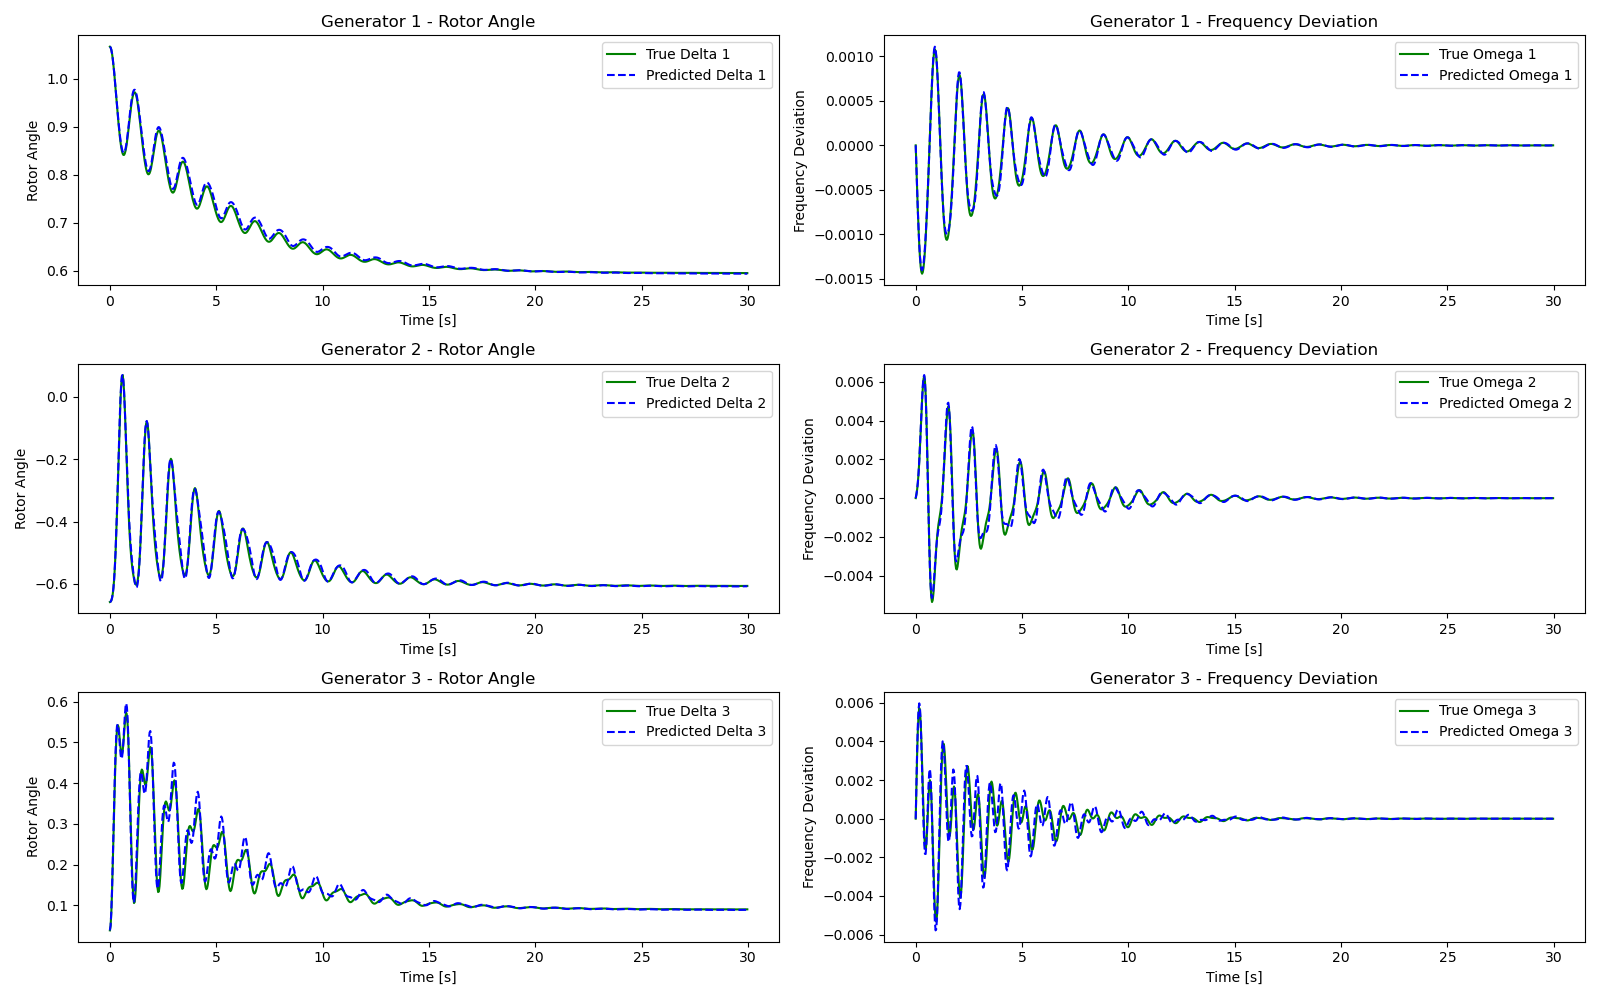 Generator 1 - Rotor Angle
Rotor Angle
1.0
0.9
0.8
0.7
0.6
True Delta 1
Predicted Delta 1
0 5 10 15 20 25 30
Time [s]
Generator 1 - Frequency Deviation
Frequency Deviation
0.0010
0.0005
0.0000
−0.0005
−0.0010
−0.0015
True Omega 1
Predicted Omega 1
0 5 10 15 20 25 30
Time [s]
Generator 2 - Rotor Angle
Rotor Angle
0.0
−0.2
−0.4
−0.6
True Delta 2
Predicted Delta 2
0 5 10 15 20 25 30
Time [s]
Generator 2 - Frequency Deviation
Frequency Deviation
0.006
0.004
0.002
0.000
−0.002
−0.004
True Omega 2
Predicted Omega 2
0 5 10 15 20 25 30
Time [s]
Generator 3 - Rotor Angle
Rotor Angle
0.6
0.5
0.4
0.3
0.2
0.1
True Delta 3
Predicted Delta 3
0 5 10 15 20 25 30
Time [s]
Generator 3 - Frequency Deviation
Frequency Deviation
0.006
0.004
0.002
0.000
−0.002
−0.004
−0.006
True Omega 3
Predicted Omega 3
0 5 10 15 20 25 30
Time [s]